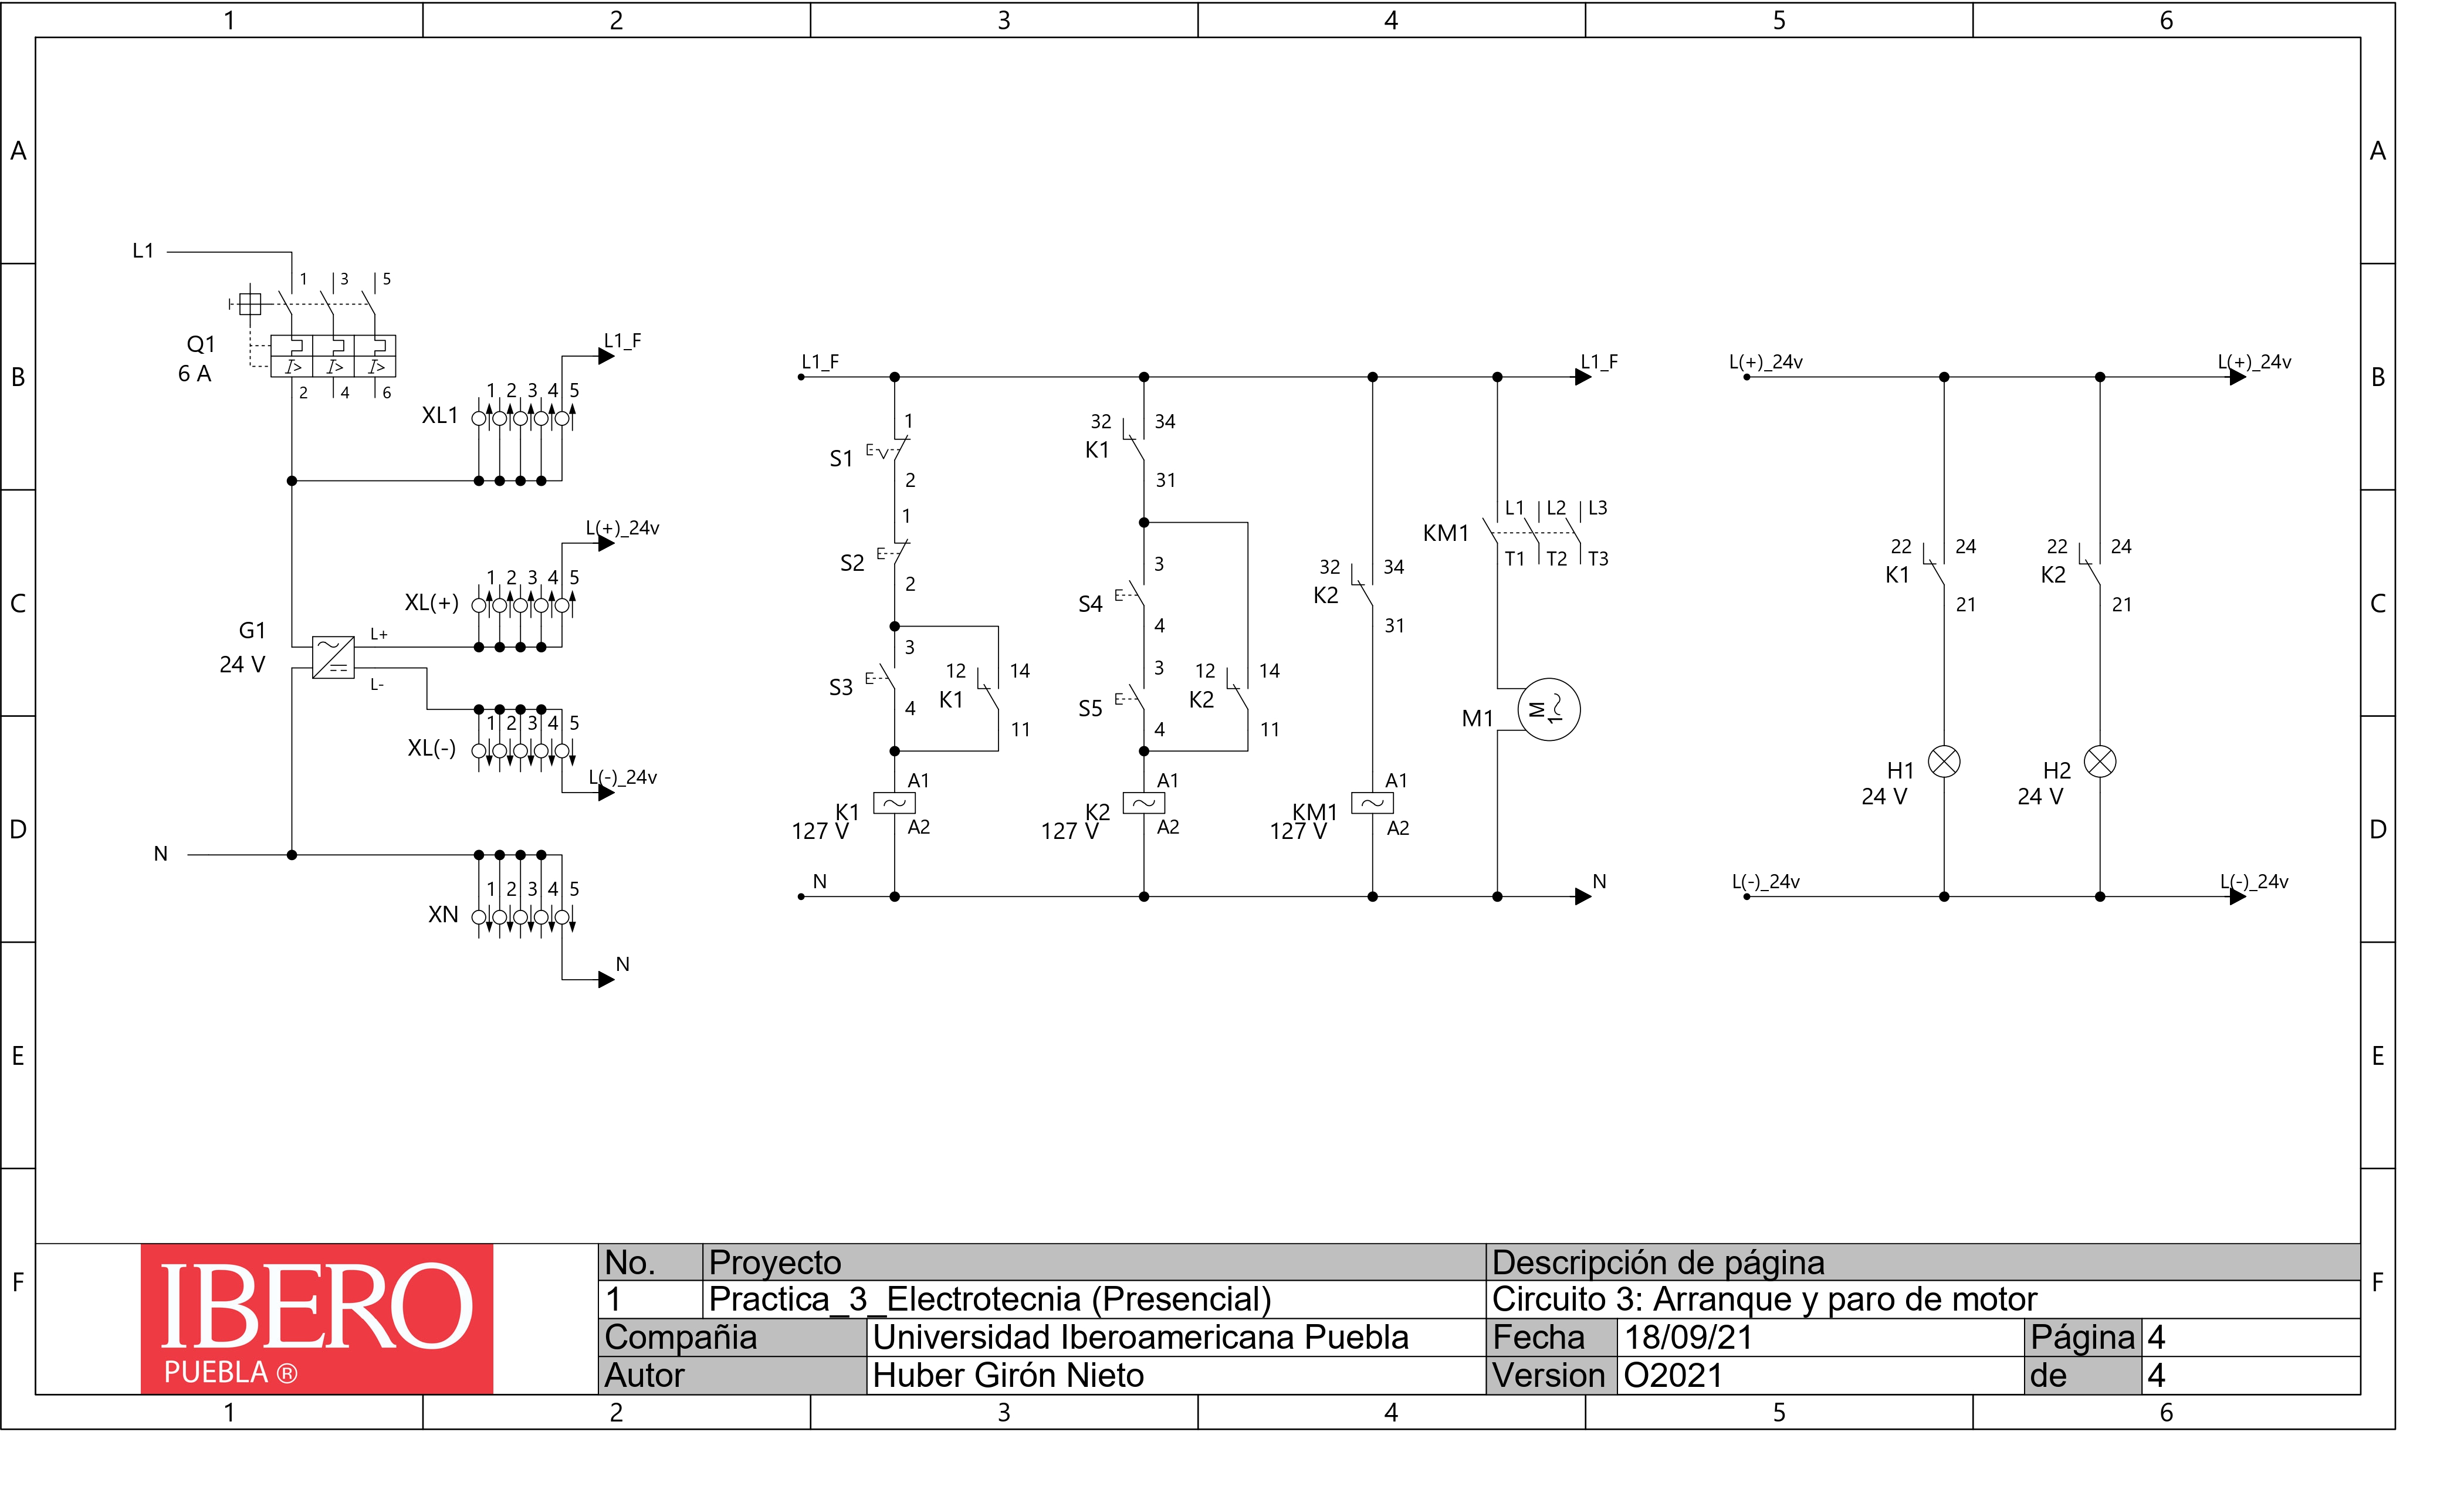 1 2 3 4 5 6
A A
L1
1 3 5
Q1
6 A
I> I> I>
2 4 6
L1_F
XL1 1 2 3 4 5
B B
L(+)_24v
XL(+) 1 2 3 4 5
G1
24 V
L+
L-
XL(-) 1 2 3 4 5
L(-)_24v
N
XN 1 2 3 4 5
N
L1_F L1_F
1
S1
2
1
S2
2
3
S3
4
12 14
K1
11
A1
K1
127 V
A2
32 34
K1
31
3
S4
4
3
S5
4
12 14
K2
11
A1
K2
127 V
A2
32 34
K2
31
A1
KM1
127 V
A2
L1 L2 L3
KM1
T1 T2 T3
M1
M
1~
N N
L(+)_24v L(+)_24v
22 24
K1
21
22 24
K2
21
H1
24 V
H2
24 V
L(-)_24v L(-)_24v
C C
D D
E E
F F
IBERO
PUEBLA ®
No. Proyecto Descripción de página
1 Practica_3_Electrotecnia (Presencial) Circuito 3: Arranque y paro de motor
Compañia Universidad Iberoamericana Puebla Fecha 18/09/21 Página 4
Autor Huber Girón Nieto Version O2021 de 4
1 2 3 4 5 6